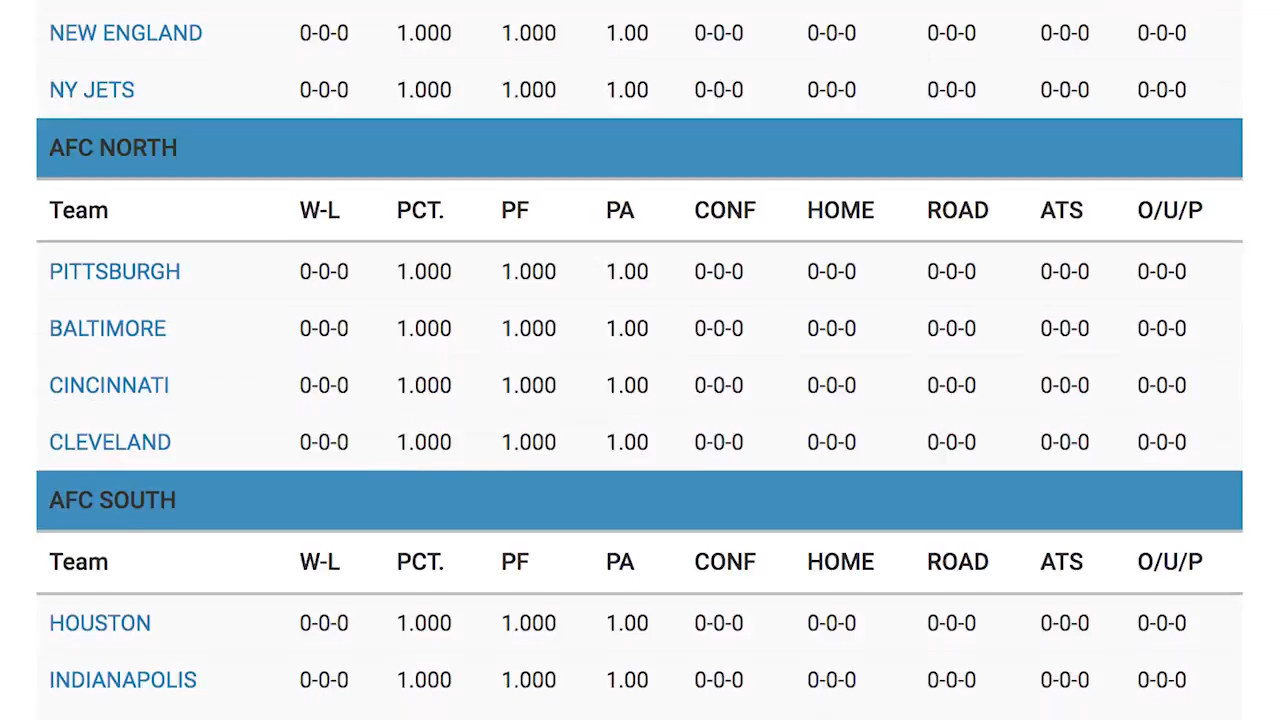 NEW ENGLAND 0-0-0 1.000 1.000 1.00 0-0-0 0-0-0 0-0-0 0-0-0 0-0-0
NY JETS 0-0-0 1.000 1.000 1.00 0-0-0 0-0-0 0-0-0 0-0-0 0-0-0
AFC NORTH
Team W-L PCT. PF PA CONF HOME ROAD ATS O/U/P
PITTSBURGH 0-0-0 1.000 1.000 1.00 0-0-0 0-0-0 0-0-0 0-0-0 0-0-0
BALTIMORE 0-0-0 1.000 1.000 1.00 0-0-0 0-0-0 0-0-0 0-0-0 0-0-0
CINCINNATI 0-0-0 1.000 1.000 1.00 0-0-0 0-0-0 0-0-0 0-0-0 0-0-0
CLEVELAND 0-0-0 1.000 1.000 1.00 0-0-0 0-0-0 0-0-0 0-0-0 0-0-0
AFC SOUTH
Team W-L PCT. PF PA CONF HOME ROAD ATS O/U/P
HOUSTON 0-0-0 1.000 1.000 1.00 0-0-0 0-0-0 0-0-0 0-0-0 0-0-0
INDIANAPOLIS 0-0-0 1.000 1.000 1.00 0-0-0 0-0-0 0-0-0 0-0-0 0-0-0